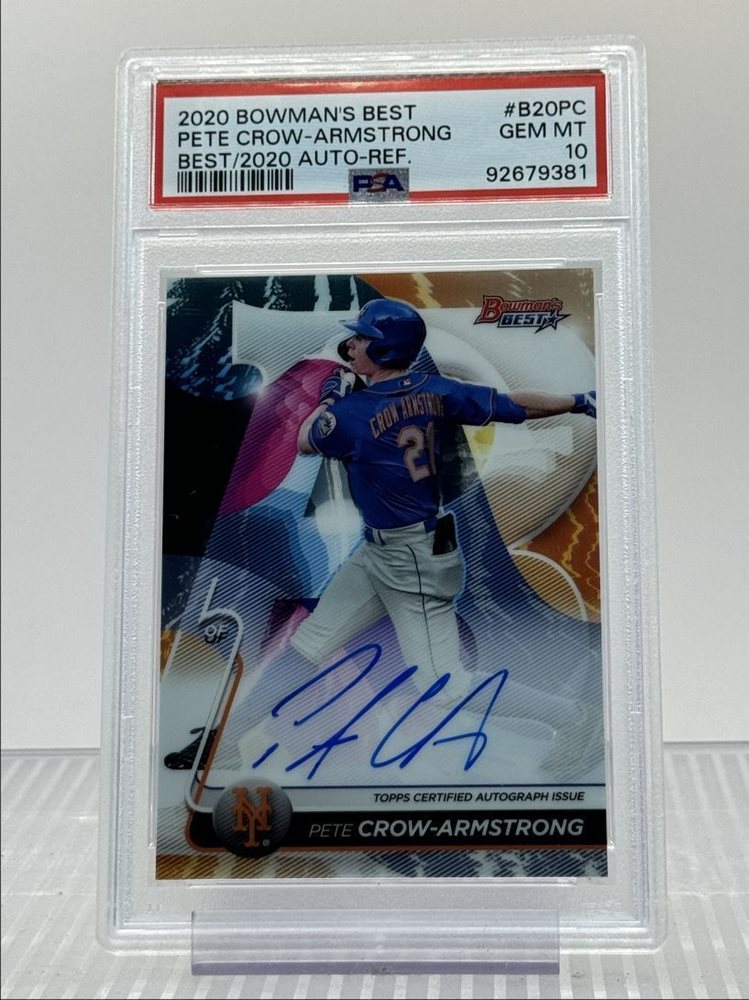 2020 BOWMAN'S BEST #B20PC
PETE CROW-ARMSTRONG GEM MT
BEST/2020 AUTO-REF. 10
PSA 92679381
Bowman's
BEST
CROW ARMSTRONG
21
OF
TOPPS CERTIFIED AUTOGRAPH ISSUE
NY
PETE CROW-ARMSTRONG